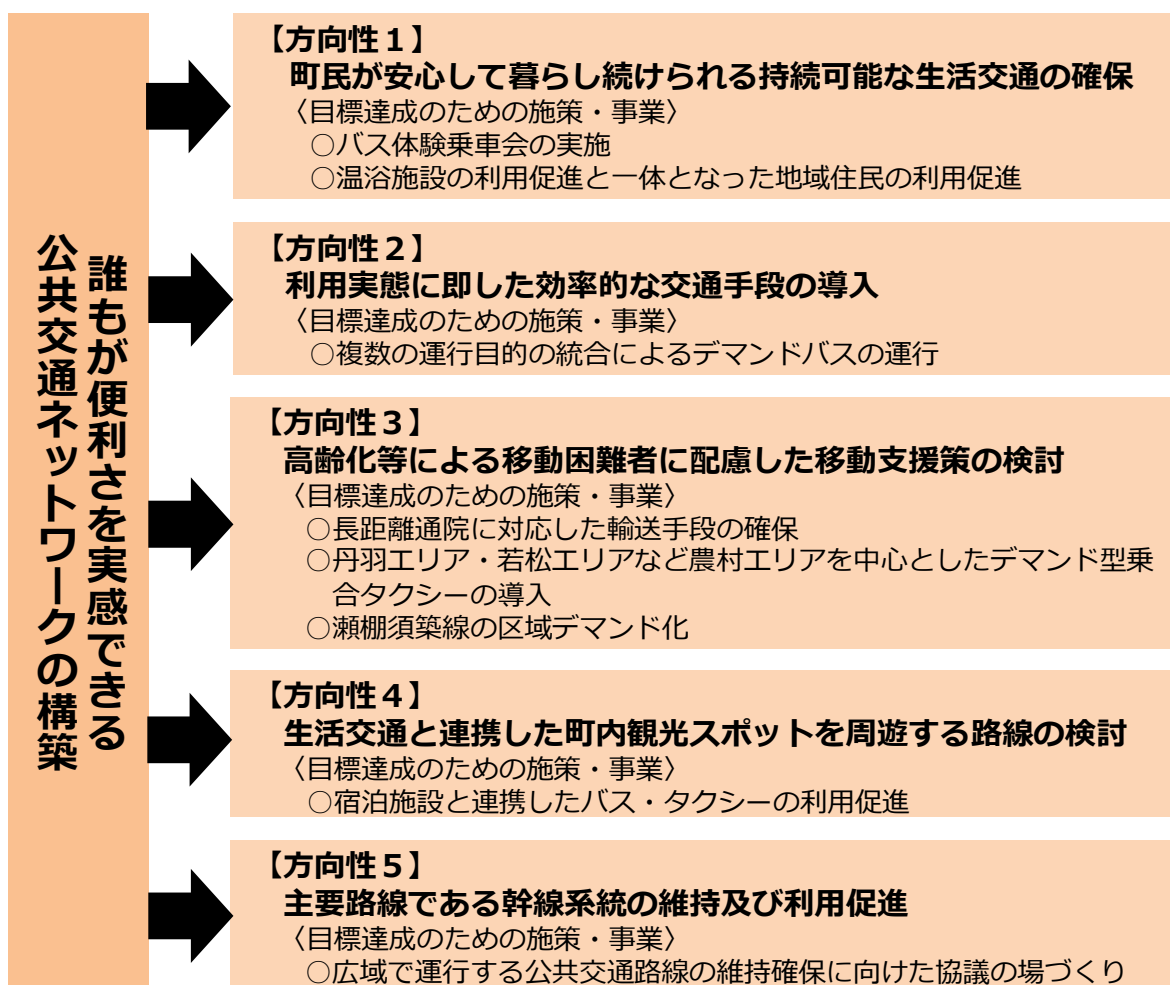 誰もが便利さを実感できる
公共交通ネットワークの構築
【方向性１】
町民が安心して暮らし続けられる持続可能な生活交通の確保
〈目標達成のための施策・事業〉
○バス体験乗車会の実施
○温浴施設の利用促進と一体となった地域住民の利用促進
【方向性２】
利用実態に即した効率的な交通手段の導入
〈目標達成のための施策・事業〉
○複数の運行目的の統合によるデマンドバスの運行
【方向性３】
高齢化等による移動困難者に配慮した移動支援策の検討
〈目標達成のための施策・事業〉
○長距離通院に対応した輸送手段の確保
○丹羽エリア・若松エリアなど農村エリアを中心としたデマンド型乗
合タクシーの導入
○瀬棚須築線の区域デマンド化
【方向性４】
生活交通と連携した町内観光スポットを周遊する路線の検討
〈目標達成のための施策・事業〉
○宿泊施設と連携したバス・タクシーの利用促進
【方向性５】
主要路線である幹線系統の維持及び利用促進
〈目標達成のための施策・事業〉
○広域で運行する公共交通路線の維持確保に向けた協議の場づくり